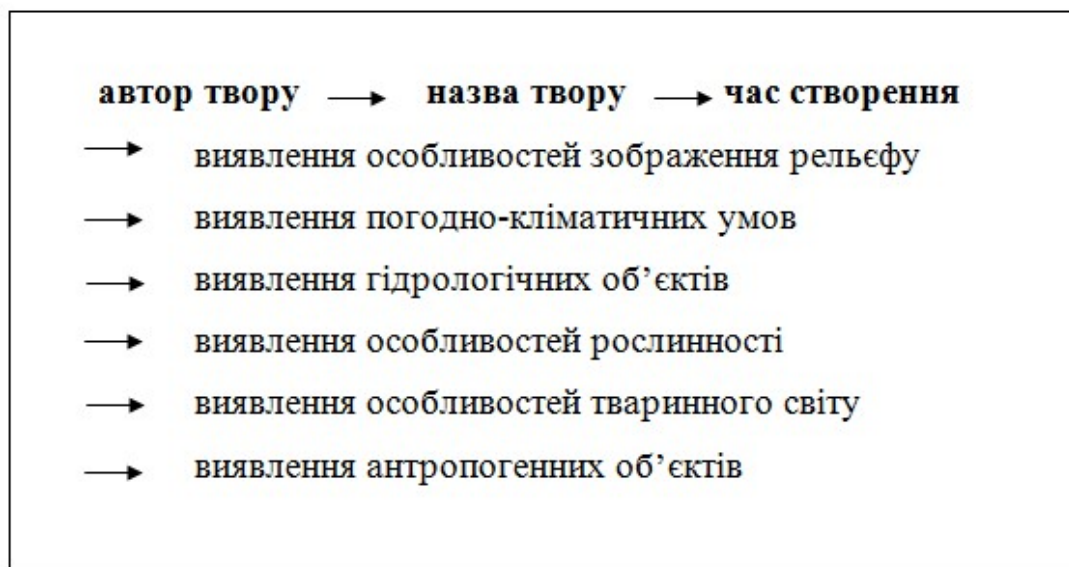 автор твору → назва твору → час створення
→ виявлення особливостей зображення рельєфу
→ виявлення погодно-кліматичних умов
→ виявлення гідрологічних об’єктів
→ виявлення особливостей рослинності
→ виявлення особливостей тваринного світу
→ виявлення антропогенних об’єктів